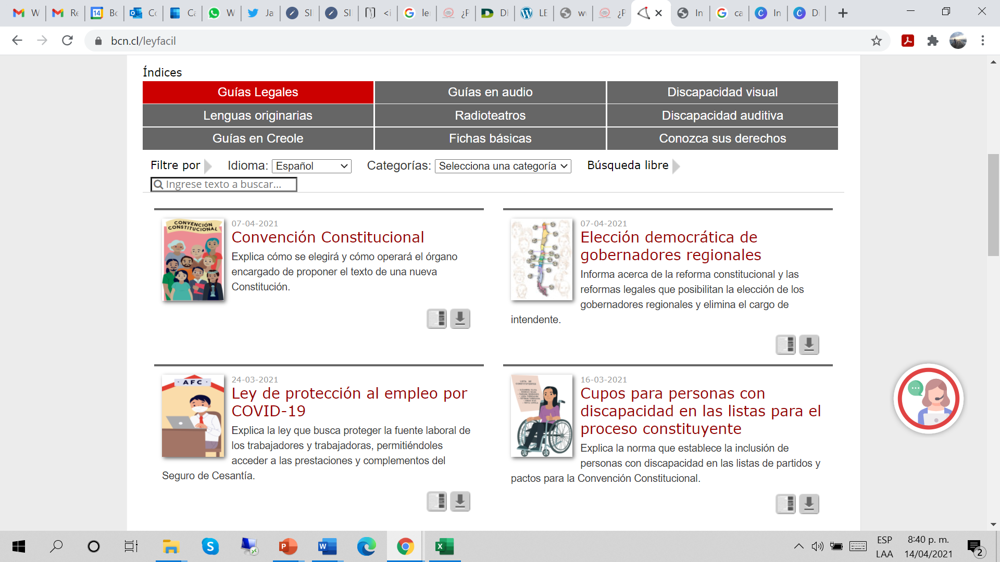 W
Re
14
Bc
Cc
Ca
W
Ja
SI
SI
<i
le
¿P
DI
LE
w
¿P
In
ca
In
Di
bcn.cl/leyfacil
Índices
Guías Legales
Guías en audio
Discapacidad visual
Lenguas originarias
Radioteatros
Discapacidad auditiva
Guías en Creole
Fichas básicas
Conozca sus derechos
Filtre por
Idioma: Español
Categorías: Selecciona una categoría
Búsqueda libre
Ingrese texto a buscar...
CONVENCIÓN
CONSTITUCIONAL
07-04-2021
Convención Constitucional
Explica cómo se elegirá y cómo operará el órgano
encargado de proponer el texto de una nueva
Constitución.
07-04-2021
Elección democrática de
gobernadores regionales
Informa acerca de la reforma constitucional y las
reformas legales que posibilitan la elección de los
gobernadores regionales y elimina el cargo de
intendente.
· AFC ·
24-03-2021
Ley de protección al empleo por
COVID-19
Explica la ley que busca proteger la fuente laboral de
los trabajadores y trabajadoras, permitiéndoles
acceder a las prestaciones y complementos del
Seguro de Cesantía.
LISTA DE
CONSTITUYENTES
16-03-2021
Cupos para personas con
discapacidad en las listas para el
proceso constituyente
Explica la norma que establece la inclusión de
personas con discapacidad en las listas de partidos y
pactos para la Convención Constitucional.
ESP
LAA
8:40 p. m.
14/04/2021
2